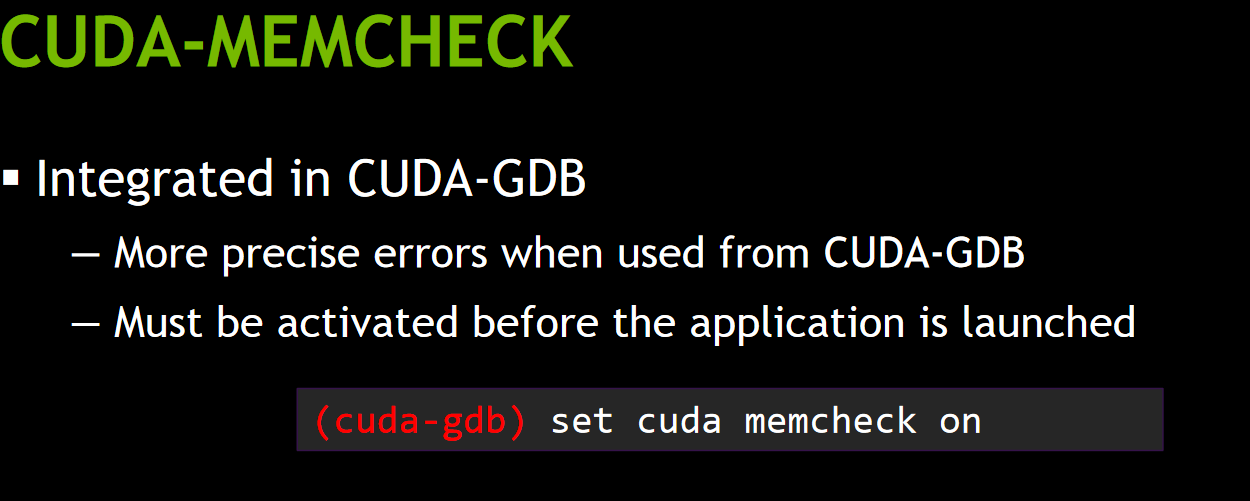 CUDA-MEMCHECK
▪ Integrated in CUDA-GDB
— More precise errors when used from CUDA-GDB
— Must be activated before the application is launched
(cuda-gdb) set cuda memcheck on